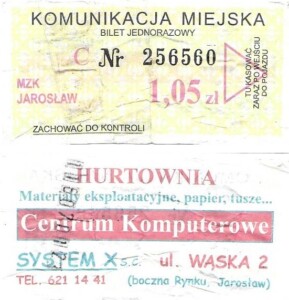 KOMUNIKACJA MIEJSKA
BILET JEDNORAZOWY
C Nr 256560
MZK
JAROSŁAW
1,05 zł
ZACHOWAĆ DO KONTROLI
TU KASOWAĆ
ZARAZ PO WEJŚCIU
DO POJAZDU
HURTOWNIA
Materiały eksploatacyjne, papier, tusze...
Centrum Komputerowe
SYSTEM X s.c. ul. WĄSKA 2
TEL. 621 14 41 (boczna Rynku, Jarosław)